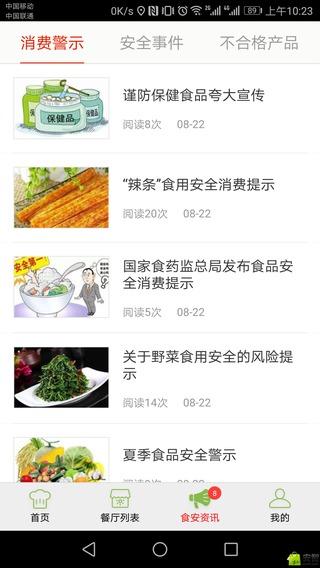 中国移动
中国联通
0K/s 2G 4G 89 上午10:23
消费警示 安全事件 不合格产品
保健品
谨防保健食品夸大宣传
阅读8次 08-22
“辣条”食用安全消费提示
阅读20次 08-22
安全第一!
国家食药监总局发布食品安
全消费提示
阅读5次 08-22
关于野菜食用安全的风险提
示
阅读14次 08-22
夏季食品安全警示
8
首页 餐厅列表 食安资讯 我的